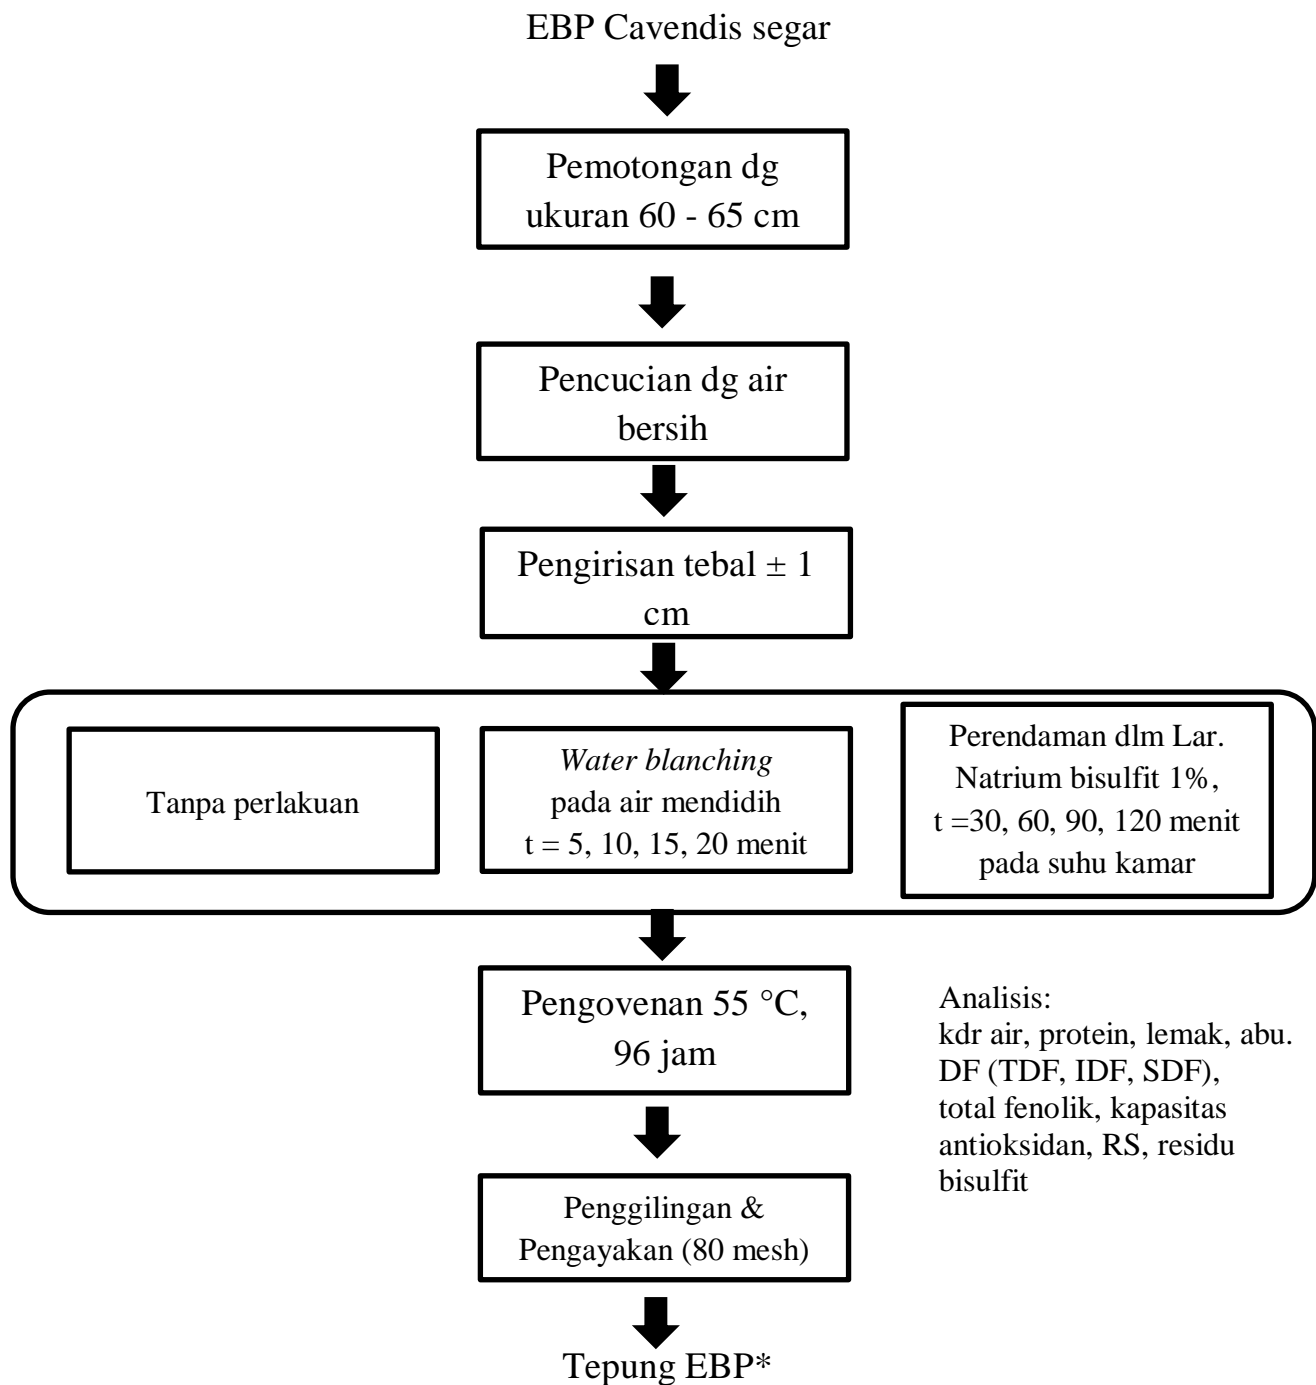 EBP Cavendis segar
Pemotongan dg
ukuran 60 - 65 cm
Pencucian dg air
bersih
Pengirisan tebal ± 1
cm
Tanpa perlakuan
Water blanching
pada air mendidih
t = 5, 10, 15, 20 menit
Perendaman dlm Lar.
Natrium bisulfit 1%,
t =30, 60, 90, 120 menit
pada suhu kamar
Pengovenan 55 °C,
96 jam
Analisis:
kdr air, protein, lemak, abu.
DF (TDF, IDF, SDF),
total fenolik, kapasitas
antioksidan, RS, residu
bisulfit
Penggilingan &
Pengayakan (80 mesh)
Tepung EBP*